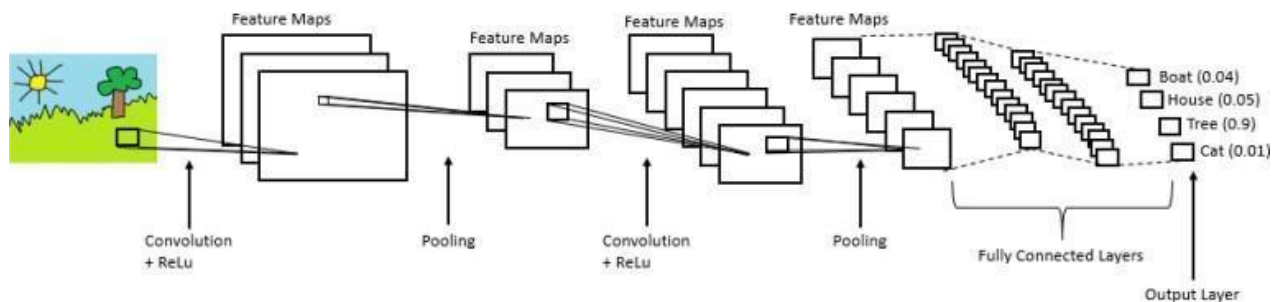 Feature Maps
Feature Maps
Feature Maps
Feature Maps
Boat (0.04)
House (0.05)
Tree (0.9)
Cat (0.01)
Convolution
+ ReLu
Pooling
Convolution
+ ReLu
Pooling
Fully Connected Layers
Output Layer